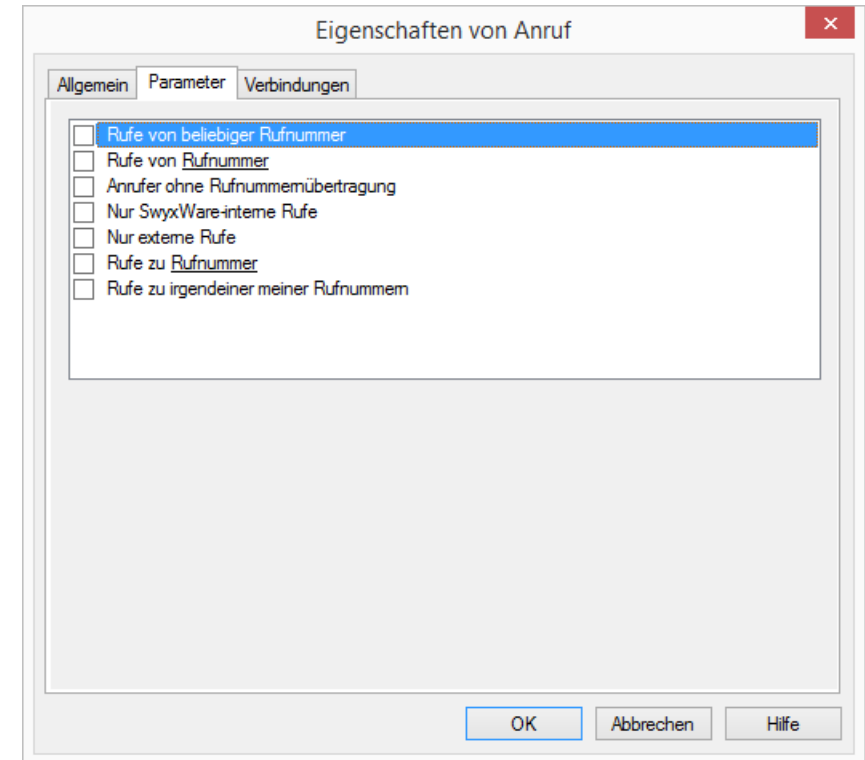 Eigenschaften von Anruf
Allgemein Parameter Verbindungen
Rufe von beliebiger Rufnummer
Rufe von Rufnummer
Anrufer ohne Rufnummernübertragung
Nur SwyxWare-interne Rufe
Nur externe Rufe
Rufe zu Rufnummer
Rufe zu irgendeiner meiner Rufnummern
OK Abbrechen Hilfe